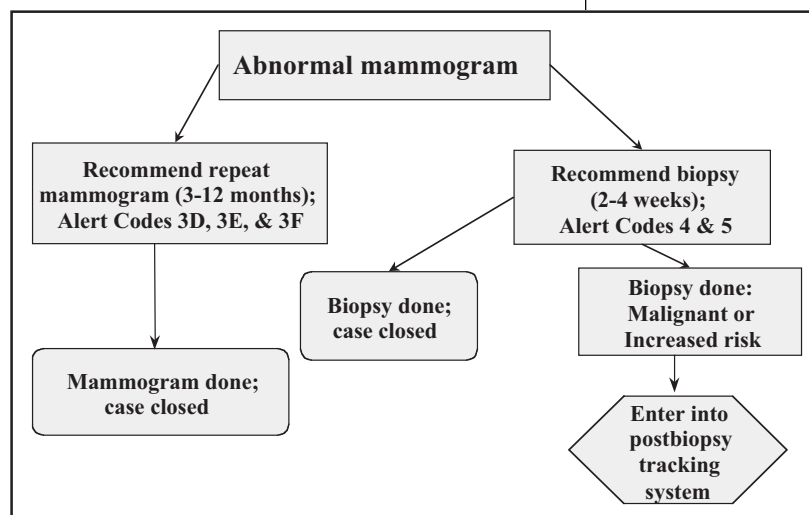 Abnormal mammogram
Recommend repeat
mammogram (3-12 months);
Alert Codes 3D, 3E, & 3F
Recommend biopsy
(2-4 weeks);
Alert Codes 4 & 5
Biopsy done;
case closed
Biopsy done:
Malignant or
Increased risk
Mammogram done;
case closed
Enter into
postbiopsy
tracking
system